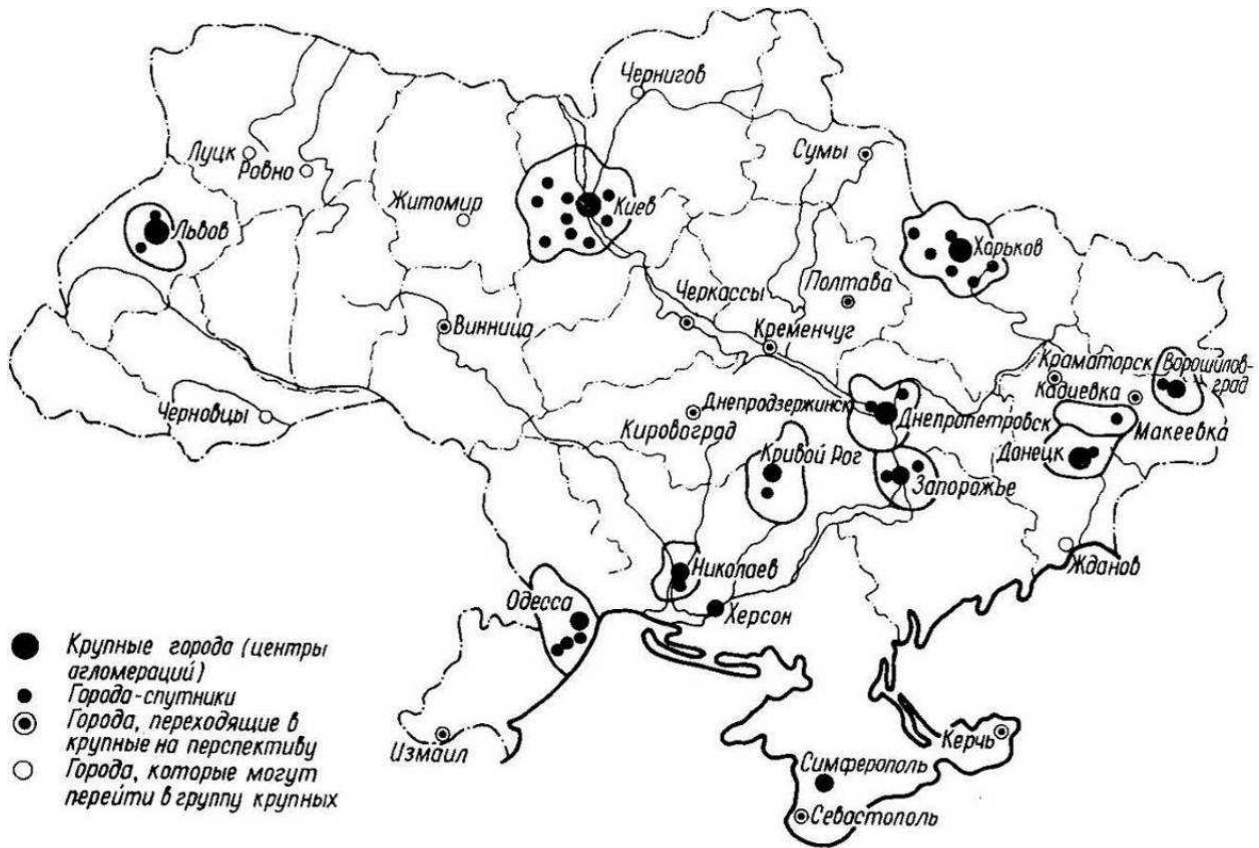 Чернигов
Луцк
Ровно
Сумы
Житомир
Киев
Львов
Харьков
Черкассы
Полтава
Винница
Кременчуг
Краматорск
Ворошилов-
град
Кадиевка
Черновцы
Днепродзержинск
Днепропетровск
Кировоград
Макеевка
Кривой Рог
Донецк
Запорожье
Николаев
Жданов
Одесса
Херсон
Крупные города (центры
агломераций)
Города-спутники
Города, переходящие в
крупные на перспективу
Города, которые могут
перейти в группу крупных
Измаил
Керчь
Симферополь
Севастополь